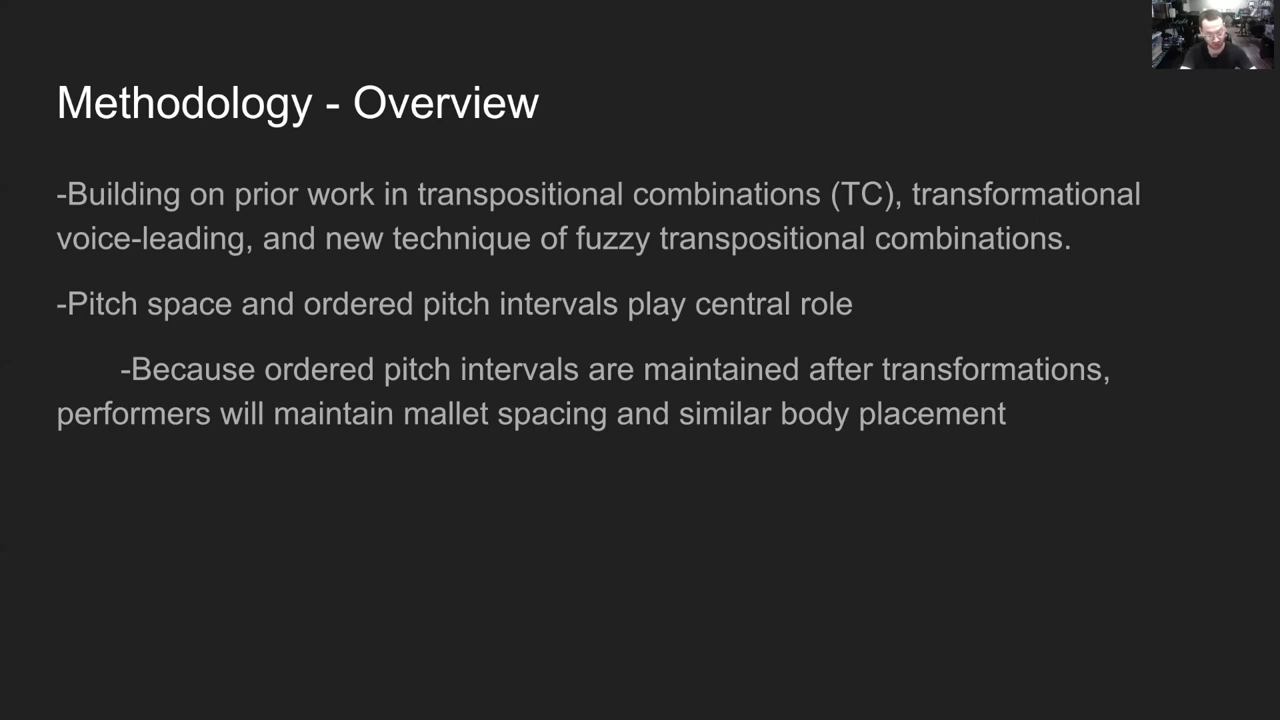 Methodology - Overview
-Building on prior work in transpositional combinations (TC), transformational
voice-leading, and new technique of fuzzy transpositional combinations.
-Pitch space and ordered pitch intervals play central role
-Because ordered pitch intervals are maintained after transformations,
performers will maintain mallet spacing and similar body placement